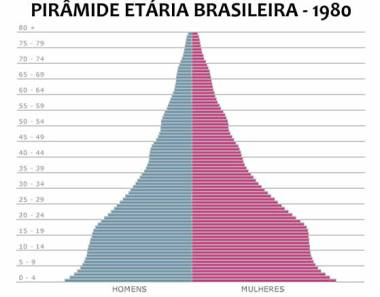 PIRÂMIDE ETÁRIA BRASILEIRA - 1980
80 +
75 - 79
70 - 74
65 - 69
60 - 64
55 - 59
50 - 54
45 - 49
40 - 44
35 - 39
30 - 34
25 - 29
20 - 24
15 - 19
10 - 14
5 - 9
0 - 4
HOMENS MULHERES